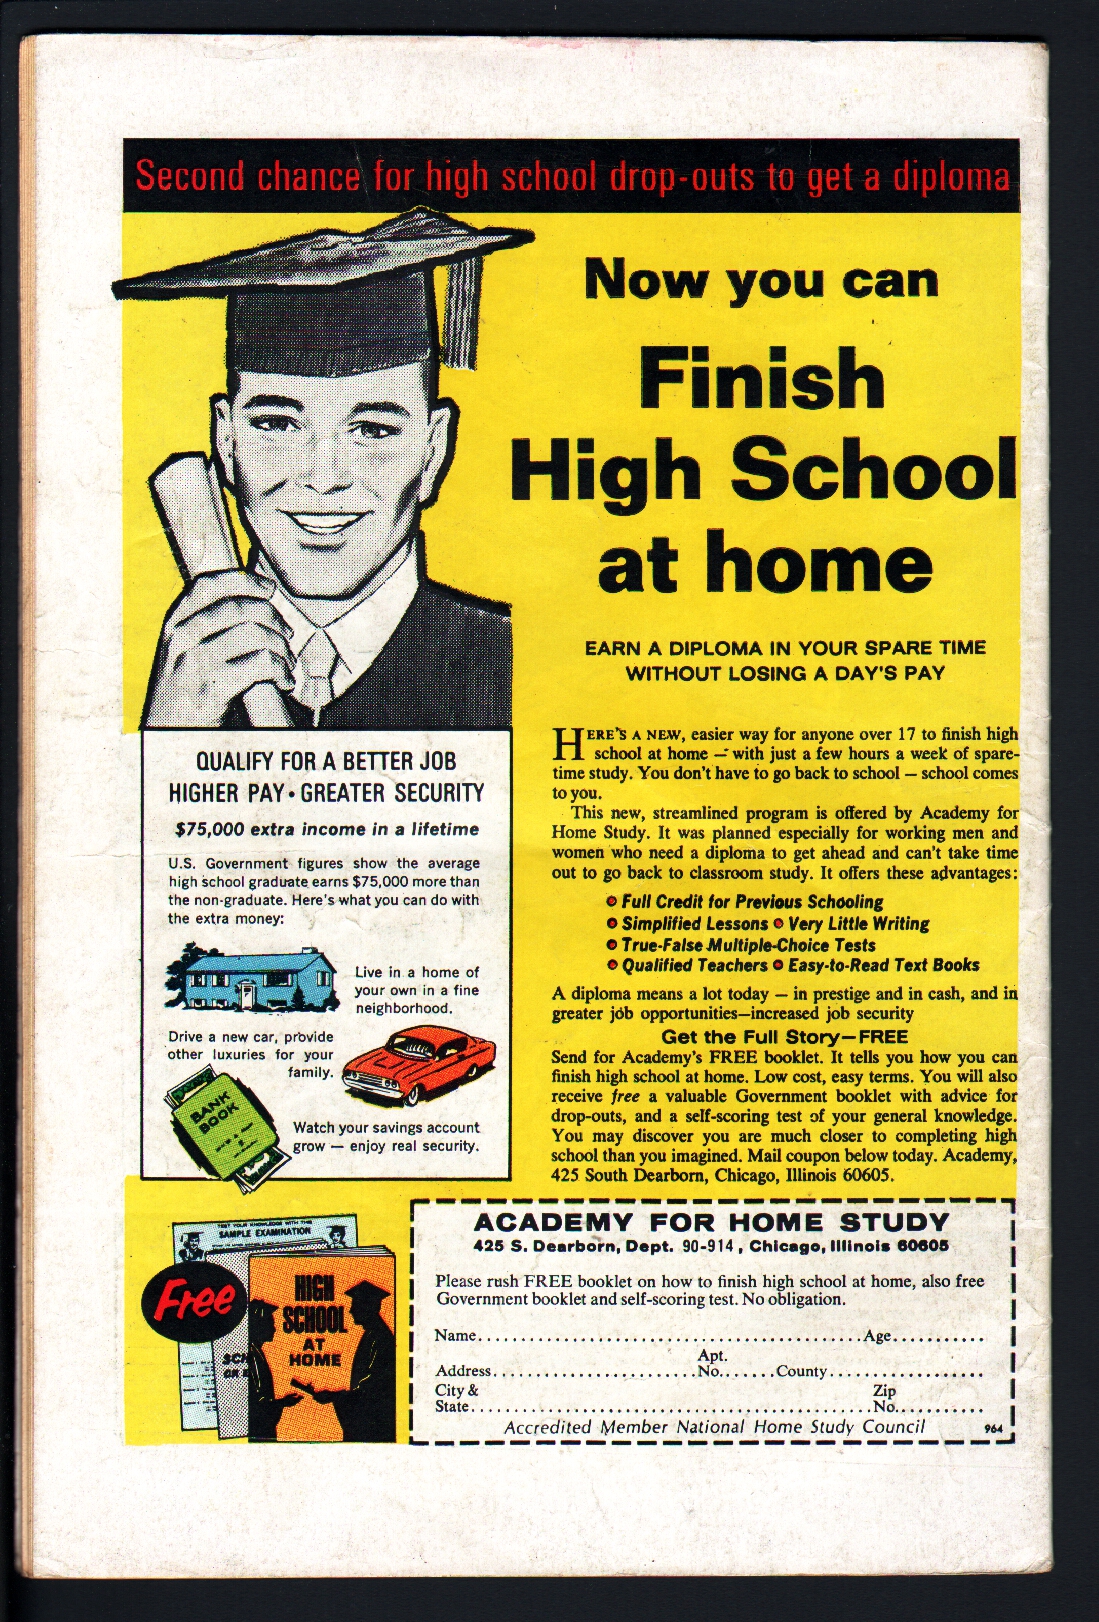 Second chance for high school drop-outs to get a diploma
Now you can
Finish
High School
at home
EARN A DIPLOMA IN YOUR SPARE TIME
WITHOUT LOSING A DAY'S PAY
QUALIFY FOR A BETTER JOB
HIGHER PAY • GREATER SECURITY
$75,000 extra income in a lifetime
U.S. Government figures show the average
high school graduate earns $75,000 more than
the non-graduate. Here's what you can do with
the extra money:
Live in a home of
your own in a fine
neighborhood.
Drive a new car, provide
other luxuries for your
family.
BANK
BOOK
Watch your savings account
grow — enjoy real security.
HERE'S A NEW, easier way for anyone over 17 to finish high
school at home — with just a few hours a week of spare-
time study. You don't have to go back to school — school comes
to you.
This new, streamlined program is offered by Academy for
Home Study. It was planned especially for working men and
women who need a diploma to get ahead and can't take time
out to go back to classroom study. It offers these advantages:
• Full Credit for Previous Schooling
• Simplified Lessons • Very Little Writing
• True-False Multiple-Choice Tests
• Qualified Teachers • Easy-to-Read Text Books
A diploma means a lot today — in prestige and in cash, and in
greater job opportunities—increased job security
Get the Full Story—FREE
Send for Academy's FREE booklet. It tells you how you can
finish high school at home. Low cost, easy terms. You will also
receive free a valuable Government booklet with advice for
drop-outs, and a self-scoring test of your general knowledge.
You may discover you are much closer to completing high
school than you imagined. Mail coupon below today. Academy,
425 South Dearborn, Chicago, Illinois 60605.
TEST YOUR KNOWLEDGE WITH THIS
SAMPLE EXAMINATION
Free
HIGH
SCHOOL
AT
HOME
SCH
OR
ACADEMY FOR HOME STUDY
425 S. Dearborn, Dept. 90-914, Chicago, Illinois 60605
Please rush FREE booklet on how to finish high school at home, also free
Government booklet and self-scoring test. No obligation.
Name.................................................Age...........
Apt.
Address.........................No.......County..................
City &
Zip
State..................................................No...........
Accredited Member National Home Study Council
964